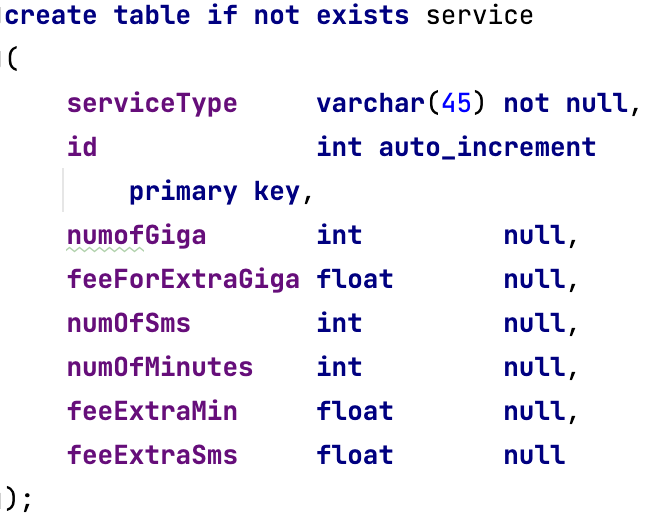 create table if not exists service
(
    serviceType     varchar(45) not null,
    id              int auto_increment
        primary key,
    numofGiga       int         null,
    feeForExtraGiga float       null,
    numOfSms        int         null,
    numOfMinutes    int         null,
    feeExtraMin     float       null,
    feeExtraSms     float       null
);